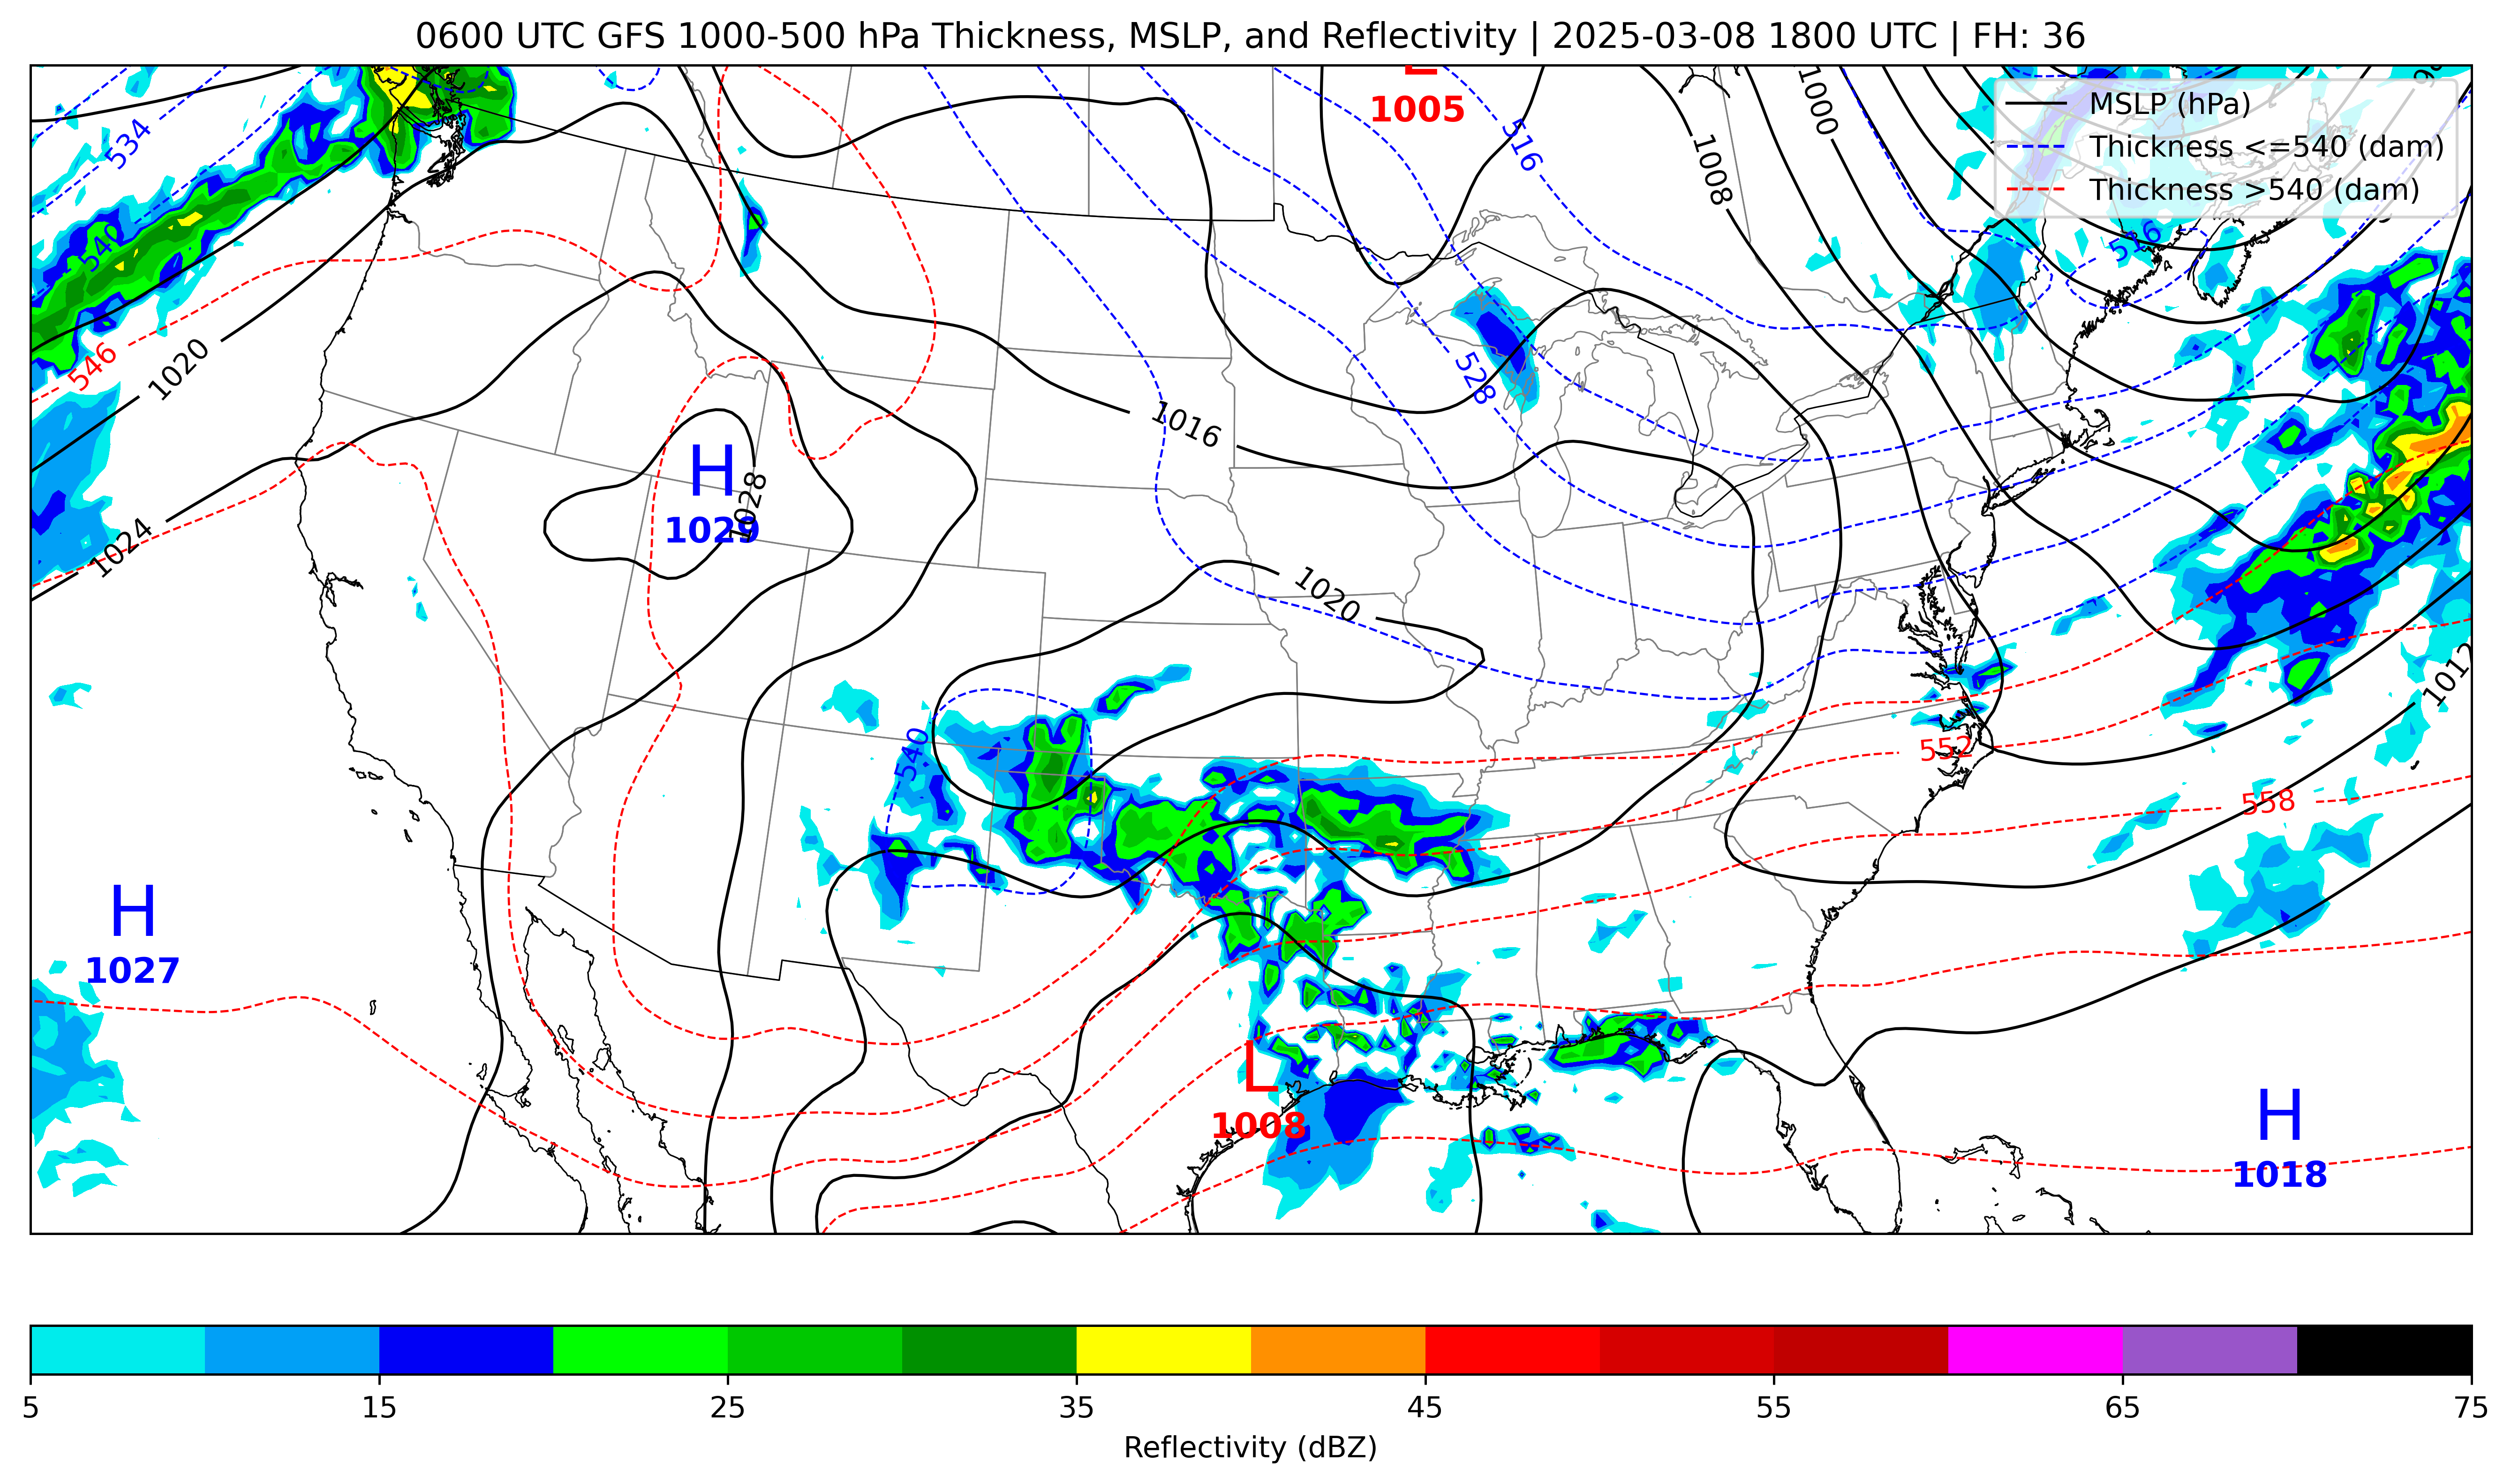 0600 UTC GFS 1000-500 hPa Thickness, MSLP, and Reflectivity | 2025-03-08 1800 UTC | FH: 36
MSLP (hPa)
Thickness <=540 (dam)
Thickness >540 (dam)
L
1005
1000
534
516
1008
540
516
546
1020
528
1016
H
1029
1028
1024
1020
1012
540
552
558
H
1027
L
1008
H
1018
5 15 25 35 45 55 65 75
Reflectivity (dBZ)